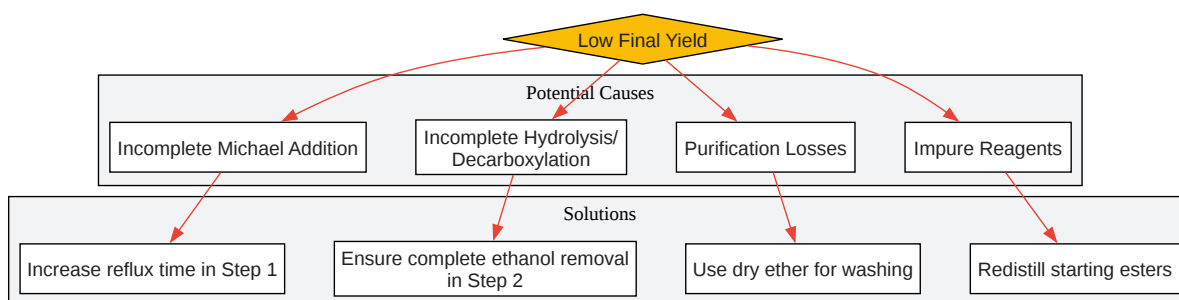 Low Final Yield
Potential Causes
Incomplete Michael Addition
Incomplete Hydrolysis/
Decarboxylation
Purification Losses
Impure Reagents
Solutions
Increase reflux time in Step 1
Ensure complete ethanol removal
in Step 2
Use dry ether for washing
Redistill starting esters